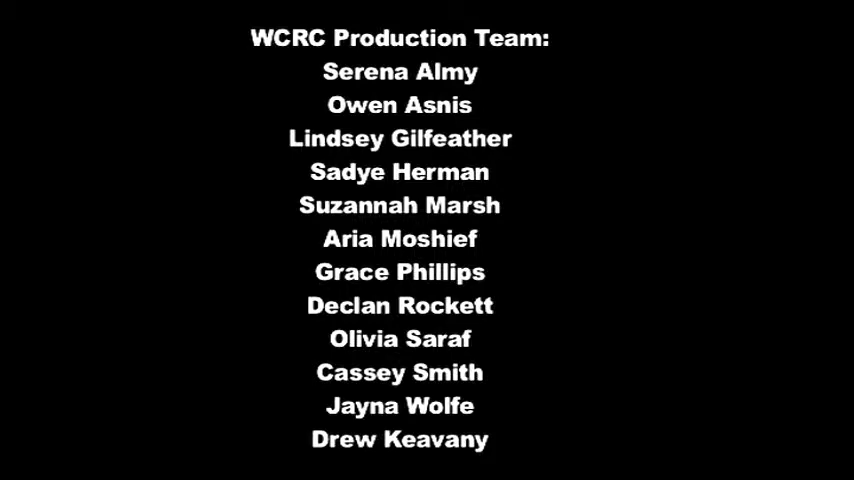 WCRC Production Team:
Serena Almy
Owen Asnis
Lindsey Gilfeather
Sadye Herman
Suzannah Marsh
Aria Moshief
Grace Phillips
Declan Rockett
Olivia Saraf
Cassey Smith
Jayna Wolfe
Drew Keavany